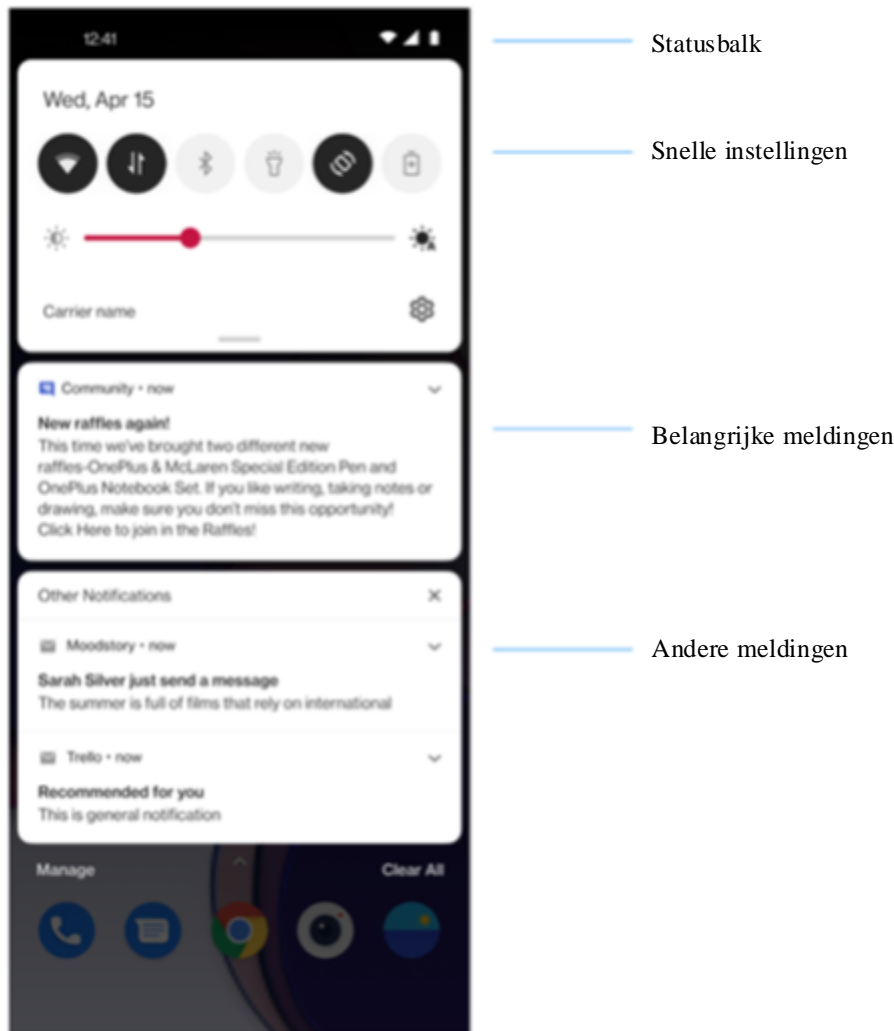 12:41
Statusbalk
Wed, Apr 15
Snelle instellingen
Carrier name
Community • now
New raffles again!
This time we've brought two different new
raffles-OnePlus & McLaren Special Edition Pen and
OnePlus Notebook Set. If you like writing, taking notes or
drawing, make sure you don't miss this opportunity!
Click Here to join in the Raffles!
Belangrijke meldingen
Other Notifications
Moodstory • now
Andere meldingen
Sarah Silver just send a message
The summer is full of films that rely on international
Trello • now
Recommended for you
This is general notification
Manage
Clear All